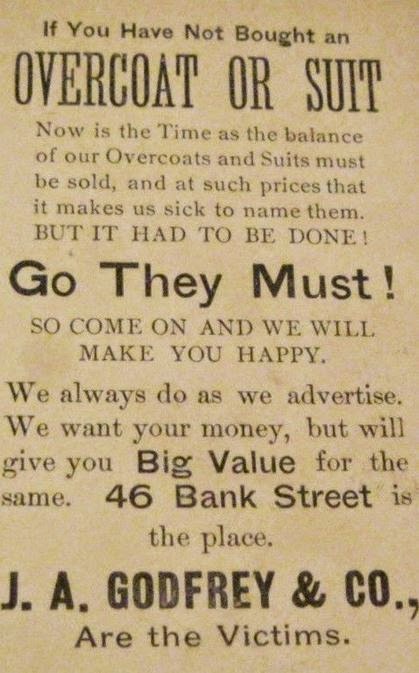 If You Have Not Bought an
OVERCOAT OR SUIT
Now is the Time as the balance
of our Overcoats and Suits must
be sold, and at such prices that
it makes us sick to name them.
BUT IT HAD TO BE DONE!
Go They Must!
SO COME ON AND WE WILL
MAKE YOU HAPPY.
We always do as we advertise.
We want your money, but will
give you Big Value for the
same. 46 Bank Street is
the place.
J. A. GODFREY & CO.,
Are the Victims.